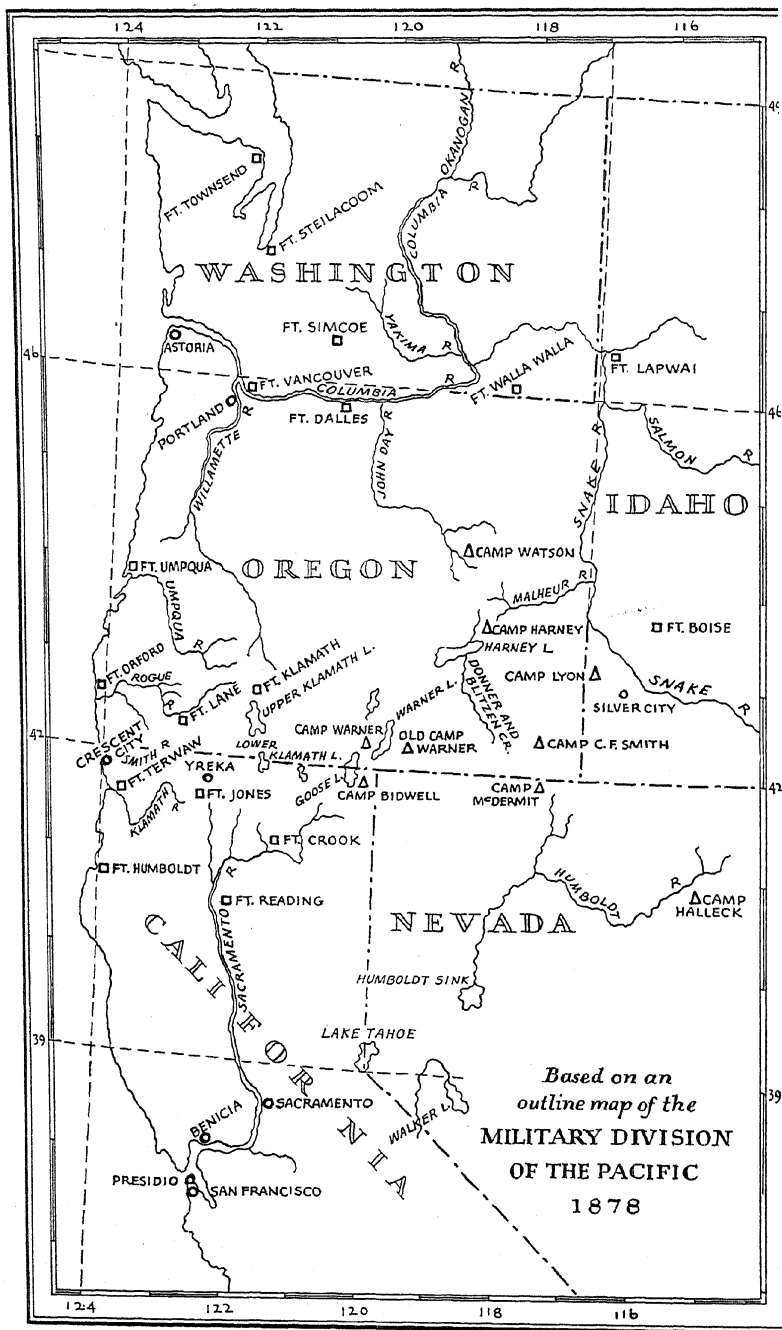 124 122 120 118 116
49
OKANOGAN R
FT. TOWNSEND
FT. STEILACOOM
COLUMBIA
R
WASHINGTON
FT. SIMCOE
YAKIMA R
ASTORIA
46
FT. VANCOUVER
COLUMBIA R
FT. WALLA WALLA
FT. LAPWAI
PORTLAND
FT. DALLES
46
WILLAMETTE R
JOHN DAY R
SNAKE R
SALMON R
IDAHO
CAMP WATSON
OREGON
FT. UMPQUA
UMPQUA R
MALHEUR R
CAMP HARNEY
HARNEY L.
FT. BOISE
FT. ORFORD
ROGUE R
FT. LANE
FT. KLAMATH
UPPER KLAMATH L.
WARNER L.
DONNER AND
BLITZEN CR.
CAMP LYON
SNAKE R
SILVER CITY
42
CRESCENT
CITY
SMITH R
CAMP WARNER
OLD CAMP
WARNER
CAMP C.F. SMITH
LOWER
KLAMATH L.
FT. TERWAW
YREKA
GOOSE L.
CAMP BIDWELL
CAMP
McDERMIT
42
KLAMATH R
FT. JONES
FT. CROOK
FT. HUMBOLDT
R
FT. READING
HUMBOLDT R
CAMP
HALLECK
NEVADA
CALIFORNIA
SACRAMENTO
HUMBOLDT SINK
39
LAKE TAHOE
WALKER L.
39
SACRAMENTO
BENICIA
PRESIDIO
SAN FRANCISCO
Based on an
outline map of the
MILITARY DIVISION
OF THE PACIFIC
1878
124 122 120 118 116